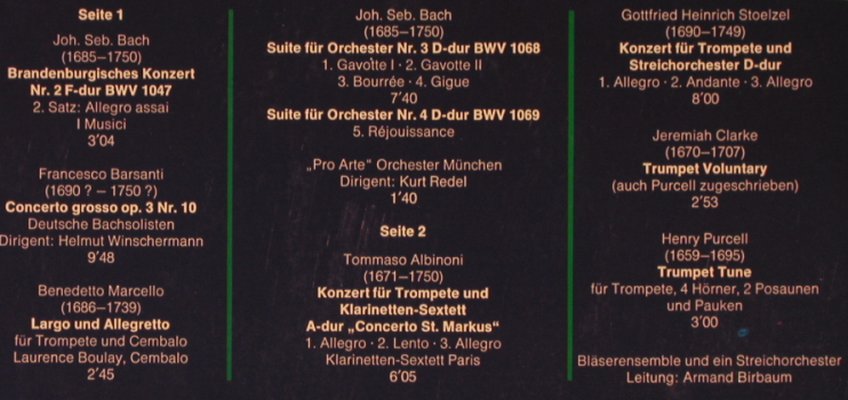 Seite 1
Joh. Seb. Bach
(1685–1750)
Brandenburgisches Konzert
Nr. 2 F-dur BWV 1047
2. Satz: Allegro assai
I Musici
3′04
Francesco Barsanti
(1690 ? – 1750 ?)
Concerto grosso op. 3 Nr. 10
Deutsche Bachsolisten
Dirigent: Helmut Winschermann
9′48
Benedetto Marcello
(1686–1739)
Largo und Allegretto
für Trompete und Cembalo
Laurence Boulay, Cembalo
2′45
Joh. Seb. Bach
(1685–1750)
Suite für Orchester Nr. 3 D-dur BWV 1068
1. Gavotte I · 2. Gavotte II
3. Bourrée · 4. Gigue
7′40
Suite für Orchester Nr. 4 D-dur BWV 1069
5. Réjouissance
„Pro Arte“ Orchester München
Dirigent: Kurt Redel
1′40
Seite 2
Tommaso Albinoni
(1671–1750)
Konzert für Trompete und
Klarinetten-Sextett
A-dur „Concerto St. Markus“
1. Allegro · 2. Lento · 3. Allegro
Klarinetten-Sextett Paris
6′05
Gottfried Heinrich Stoelzel
(1690–1749)
Konzert für Trompete und
Streichorchester D-dur
1. Allegro · 2. Andante · 3. Allegro
8′00
Jeremiah Clarke
(1670–1707)
Trumpet Voluntary
(auch Purcell zugeschrieben)
2′53
Henry Purcell
(1659–1695)
Trumpet Tune
für Trompete, 4 Hörner, 2 Posaunen
und Pauken
3′00
Bläserensemble und ein Streichorchester
Leitung: Armand Birbaum